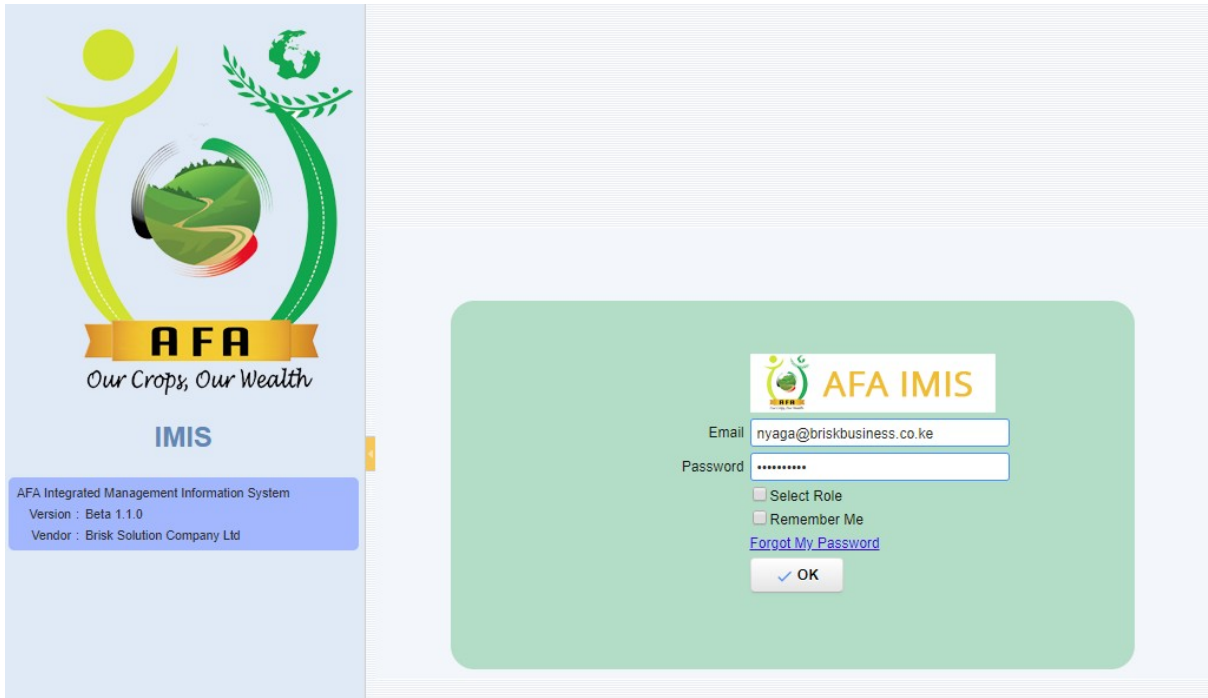 AFA
Our Crops, Our Wealth
IMIS
AFA Integrated Management Information System
Version : Beta 1.1.0
Vendor : Brisk Solution Company Ltd
AFA IMIS
Email nyaga@briskbusiness.co.ke
Password ••••••••••
Select Role
Remember Me
Forgot My Password
OK